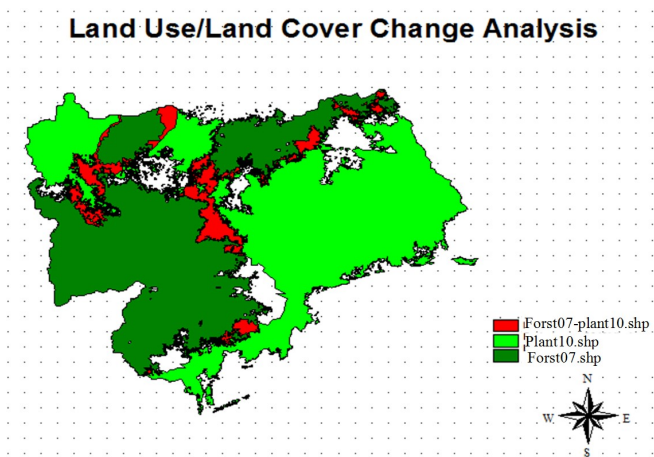 Land Use/Land Cover Change Analysis
Forst07-plant10.shp
Plant10.shp
Forst07.shp
N
W E
S